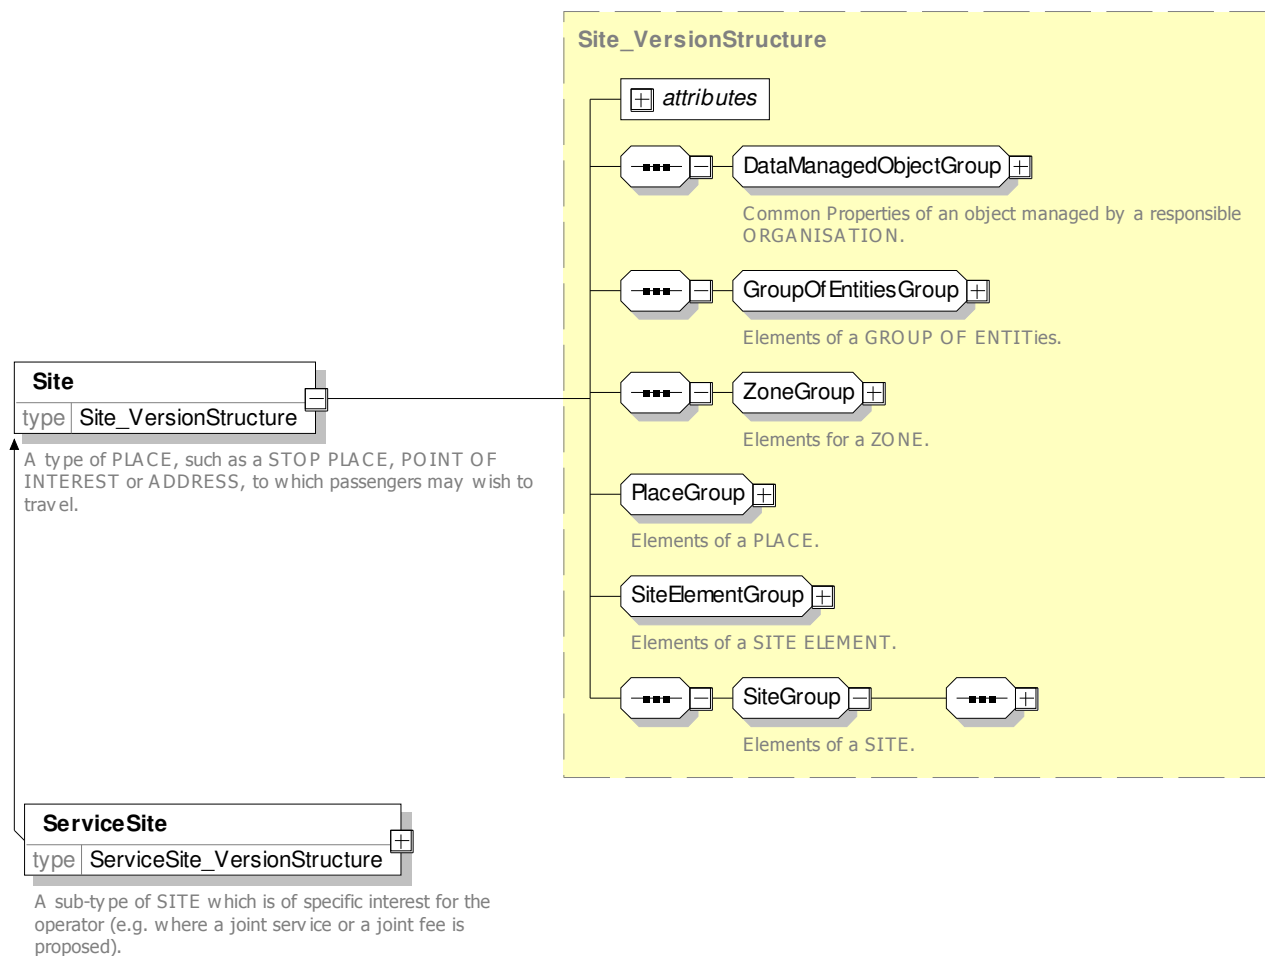 Site_VersionStructure
attributes
DataManagedObjectGroup
Common Properties of an object managed by a responsible
ORGANISATION.
GroupOfEntitiesGroup
Elements of a GROUP OF ENTITies.
Site
type Site_VersionStructure
A type of PLACE, such as a STOP PLACE, POINT OF
INTEREST or ADDRESS, to which passengers may wish to
travel.
ZoneGroup
Elements for a ZONE.
PlaceGroup
Elements of a PLACE.
SiteElementGroup
Elements of a SITE ELEMENT.
SiteGroup
Elements of a SITE.
ServiceSite
type ServiceSite_VersionStructure
A sub-type of SITE which is of specific interest for the
operator (e.g. where a joint service or a joint fee is
proposed).